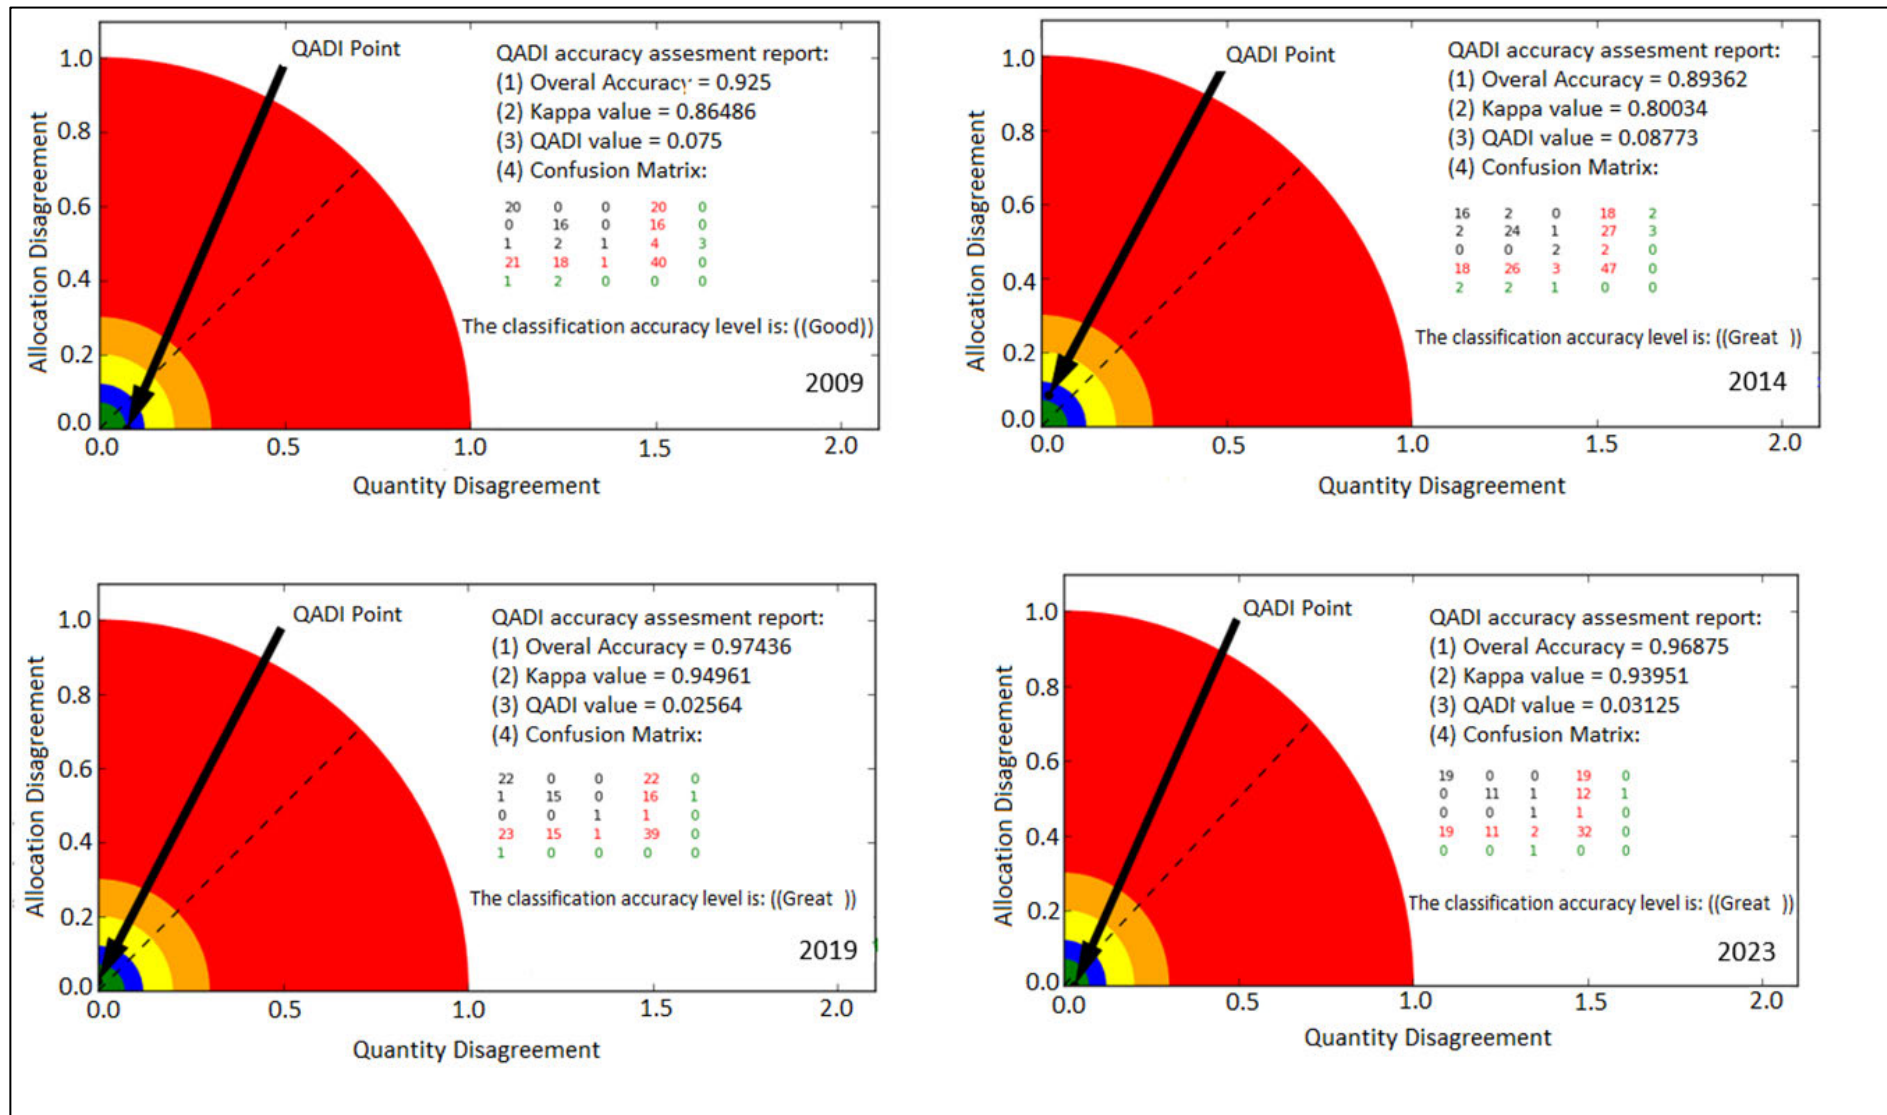 QADI Point
QADI accuracy assesment report:
(1) Overal Accuracy = 0.925
(2) Kappa value = 0.86486
(3) QADI value = 0.075
(4) Confusion Matrix:
20 0 0 20 0
0 16 0 16 0
1 2 1 4 3
21 18 1 40 0
1 2 0 0 0
The classification accuracy level is: ((Good))
2009
Allocation Disagreement
1.0
0.8
0.6
0.4
0.2
0.0
0.0 0.5 1.0 1.5 2.0
Quantity Disagreement
QADI Point
QADI accuracy assesment report:
(1) Overal Accuracy = 0.89362
(2) Kappa value = 0.80034
(3) QADI value = 0.08773
(4) Confusion Matrix:
16 2 0 18 2
2 24 1 27 3
0 0 2 2 0
18 26 3 47 0
2 2 1 0 0
The classification accuracy level is: ((Great ))
2014
Allocation Disagreement
1.0
0.8
0.6
0.4
0.2
0.0
0.0 0.5 1.0 1.5 2.0
Quantity Disagreement
QADI Point
QADI accuracy assesment report:
(1) Overal Accuracy = 0.97436
(2) Kappa value = 0.94961
(3) QADI value = 0.02564
(4) Confusion Matrix:
22 0 0 22 0
1 15 0 16 1
0 0 1 1 0
23 15 1 39 0
1 0 0 0 0
The classification accuracy level is: ((Great ))
2019
Allocation Disagreement
1.0
0.8
0.6
0.4
0.2
0.0
0.0 0.5 1.0 1.5 2.0
Quantity Disagreement
QADI Point
QADI accuracy assesment report:
(1) Overal Accuracy = 0.96875
(2) Kappa value = 0.93951
(3) QADI value = 0.03125
(4) Confusion Matrix:
19 0 0 19 0
0 11 1 12 1
0 0 1 1 0
19 11 2 32 0
0 0 1 0 0
The classification accuracy level is: ((Great ))
2023
Allocation Disagreement
1.0
0.8
0.6
0.4
0.2
0.0
0.0 0.5 1.0 1.5 2.0
Quantity Disagreement